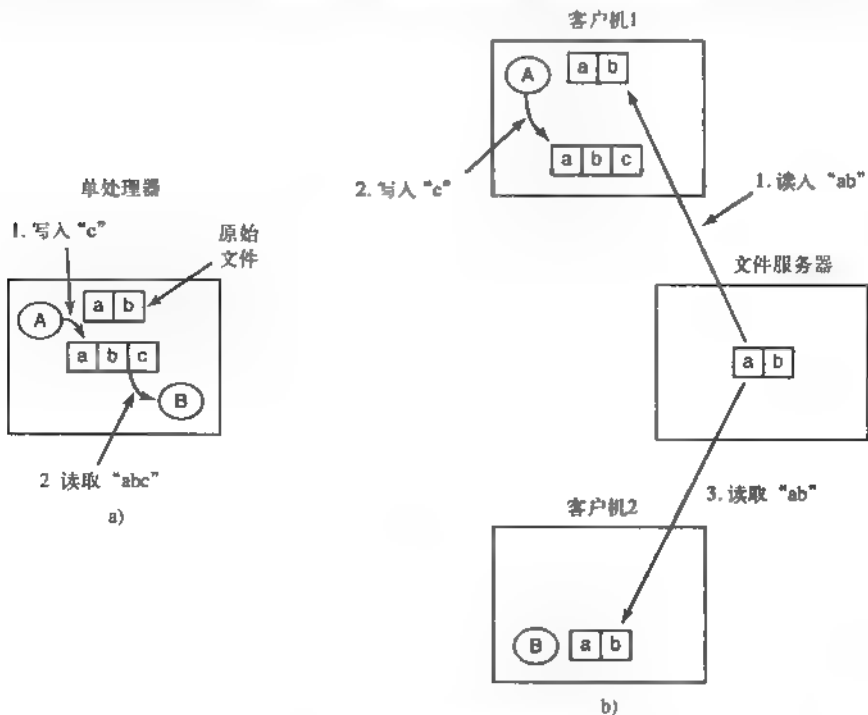 单处理器
1. 写入“c”
原始
文件
A
a b
a b c
B
2 读取“abc”
a)
客户机1
A
a b
a b c
2. 写入“c”
1. 读入“ab”
文件服务器
a b
3. 读取“ab”
客户机2
B
a b
b)